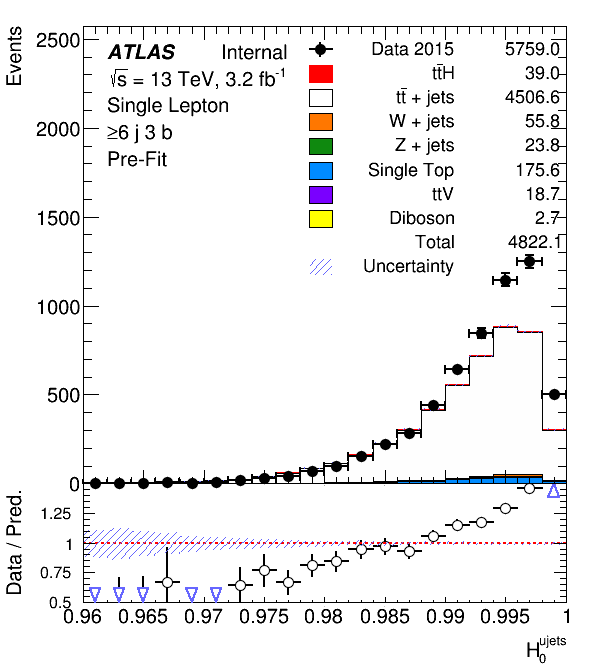 Events
2500
2000
1500
1000
500
0
ATLAS Internal
√s = 13 TeV, 3.2 fb⁻¹
Single Lepton
≥6 j 3 b
Pre-Fit
Data 2015 5759.0
tt̄H 39.0
tt̄ + jets 4506.6
W + jets 55.8
Z + jets 23.8
Single Top 175.6
ttV 18.7
Diboson 2.7
Total 4822.1
Uncertainty
Data / Pred.
1.25
1
0.75
0.5
0.96 0.965 0.97 0.975 0.98 0.985 0.99 0.995 1
H₀ᵘʲᵉᵗˢ